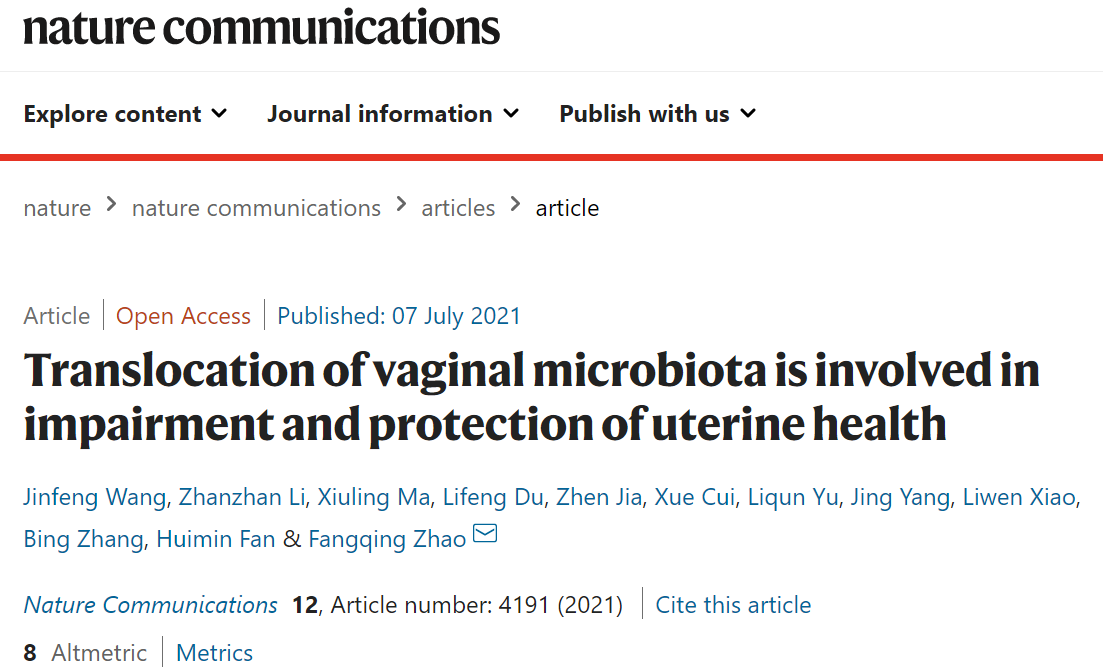 nature communications
Explore content Journal information Publish with us
nature > nature communications > articles > article
Article | Open Access | Published: 07 July 2021
Translocation of vaginal microbiota is involved in
impairment and protection of uterine health
Jinfeng Wang, Zhanzhan Li, Xiuling Ma, Lifeng Du, Zhen Jia, Xue Cui, Liqun Yu, Jing Yang, Liwen Xiao,
Bing Zhang, Huimin Fan & Fangqing Zhao
Nature Communications 12, Article number: 4191 (2021) | Cite this article
8 Altmetric | Metrics